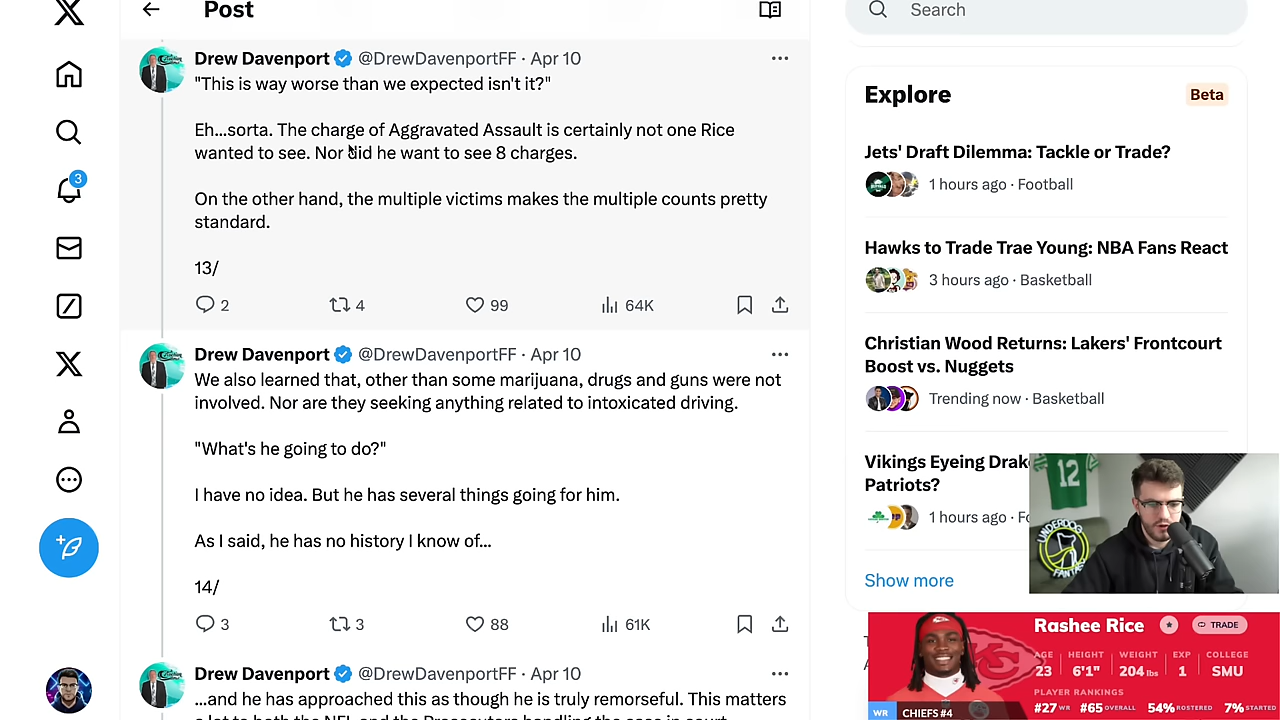 Post
Drew Davenport @DrewDavenportFF · Apr 10
"This is way worse than we expected isn't it?"
Eh...sorta. The charge of Aggravated Assault is certainly not one Rice
wanted to see. Nor did he want to see 8 charges.
On the other hand, the multiple victims makes the multiple counts pretty
standard.
13/
2 4 99 64K
Drew Davenport @DrewDavenportFF · Apr 10
We also learned that, other than some marijuana, drugs and guns were not
involved. Nor are they seeking anything related to intoxicated driving.
"What's he going to do?"
I have no idea. But he has several things going for him.
As I said, he has no history I know of...
14/
3 3 88 61K
Drew Davenport @DrewDavenportFF · Apr 10
...and he has approached this as though he is truly remorseful. This matters
a lot to both the NFL and the Prosecutors handling the case in court
3
Search
Explore Beta
Jets' Draft Dilemma: Tackle or Trade?
1 hours ago · Football
Hawks to Trade Trae Young: NBA Fans React
3 hours ago · Basketball
Christian Wood Returns: Lakers' Frontcourt
Boost vs. Nuggets
Trending now · Basketball
Vikings Eyeing Drak
Patriots?
1 hours ago · Fo
Show more
12
UNDERDOG
FANTAS
Rashee Rice TRADE
AGE HEIGHT WEIGHT EXP COLLEGE
23 6'1" 204 lbs 1 SMU
PLAYER RANKINGS
#27 WR #65 OVERALL 54% ROSTERED 7% STARTED
WR CHIEFS #4